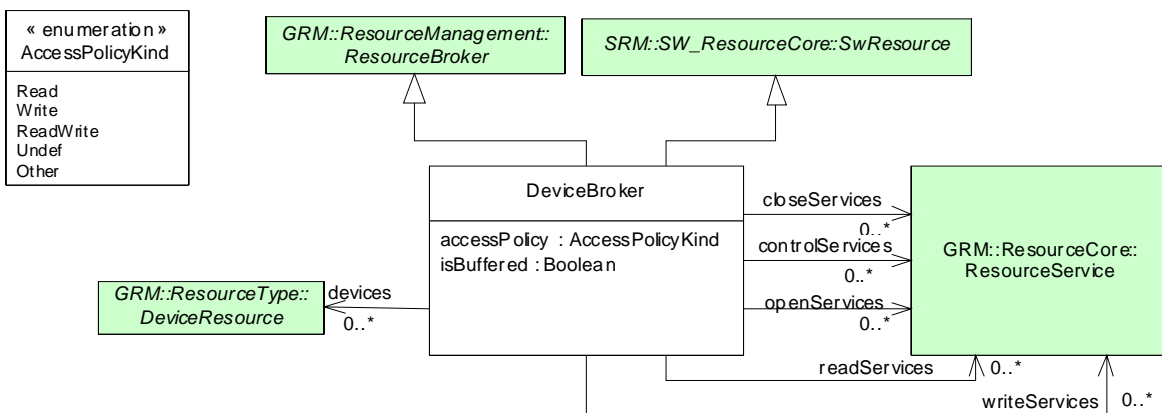 « enumeration »
AccessPolicyKind
Read
Write
ReadWrite
Undef
Other
GRM::ResourceManagement::
ResourceBroker
SRM::SW_ResourceCore::SwResource
DeviceBroker
accessPolicy : AccessPolicyKind
isBuffered : Boolean
closeServices
0..*
controlServices
0..*
openServices
0..*
GRM::ResourceCore::
ResourceService
GRM::ResourceType::
DeviceResource
devices
0..*
readServices
0..*
writeServices
0..*